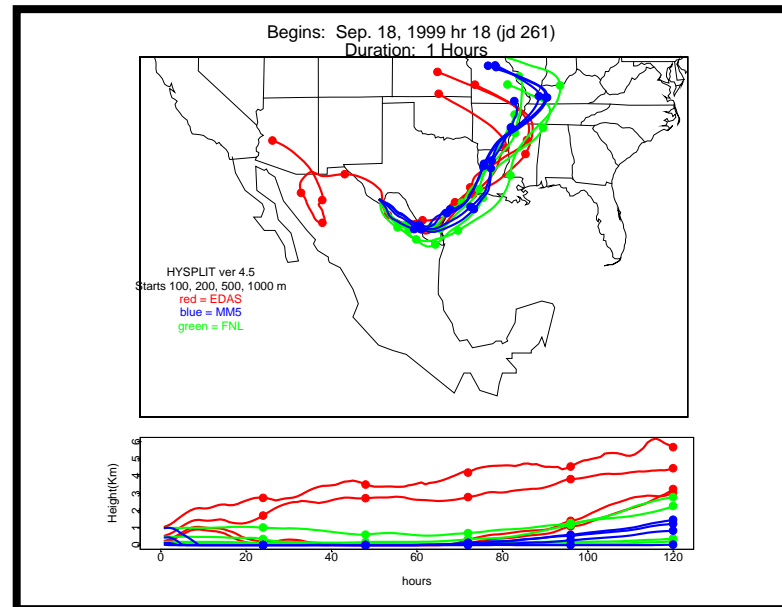 Begins:  Sep. 18, 1999 hr 18 (jd 261)
Duration:  1 Hours
HYSPLIT ver 4.5
Starts 100, 200, 500, 1000 m
red = EDAS
blue = MM5
green = FNL
Height(Km)
6
5
4
3
2
1
0
0 20 40 60 80 100 120
hours